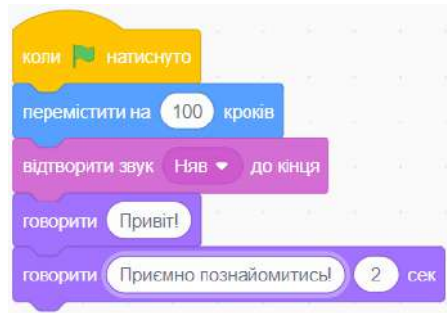 коли натиснуто
перемістити на 100 кроків
відтворити звук Няв до кінця
говорити Привіт!
говорити Приємно познайомитись! 2 сек